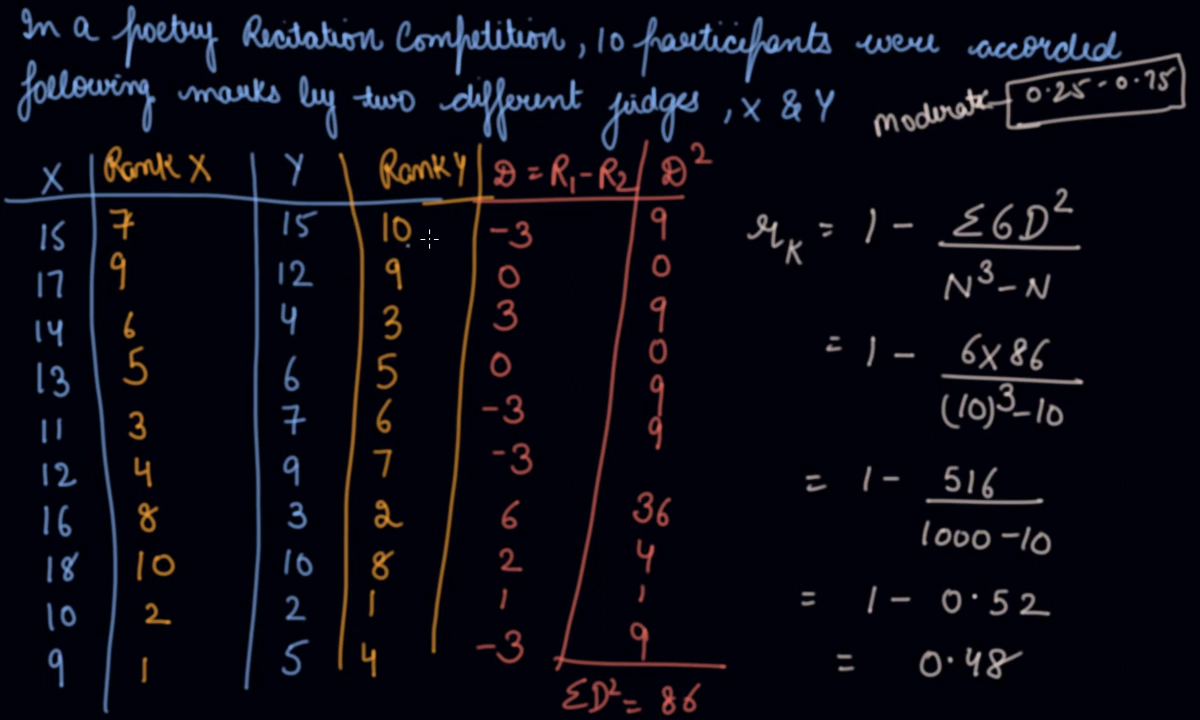 In a poetry Recitation Competition, 10 participants were accorded
following marks by two different judges, X & Y
moderate 0.25 - 0.75
X Rank X Y Rank Y D = R₁ - R₂ D²
15 7 15 10 -3 9
17 9 12 9 0 0
14 6 4 3 3 9
13 5 6 5 0 0
11 3 7 6 -3 9
12 4 9 7 -3 9
16 8 3 2 6 36
18 10 10 8 2 4
10 2 2 1 1 1
9 1 5 4 -3 9
ΣD² = 86
r_K = 1 - Σ6D² / N³ - N
= 1 - 6 x 86 / (10)³ - 10
= 1 - 516 / 1000 - 10
= 1 - 0.52
= 0.48